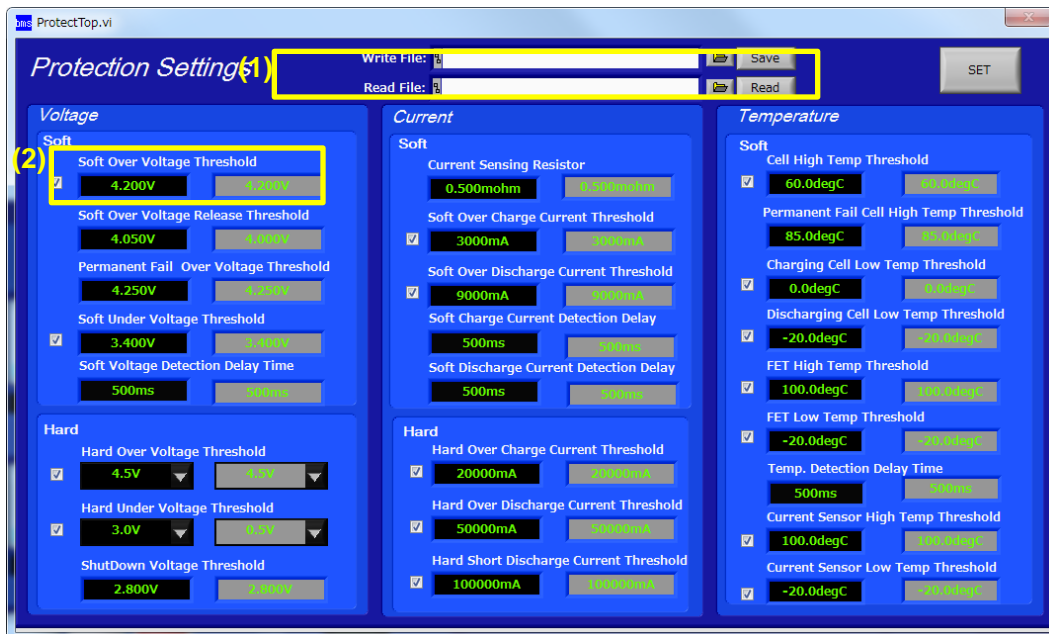 ProtectTop.vi
Protection Settings
(1)
Write File:
Save
Read File:
Read
SET
Voltage
Soft
(2)
Soft Over Voltage Threshold
4.200V 4.200V
Soft Over Voltage Release Threshold
4.050V 4.000V
Permanent Fail Over Voltage Threshold
4.250V 4.250V
Soft Under Voltage Threshold
3.400V 3.400V
Soft Voltage Detection Delay Time
500ms 500ms
Hard
Hard Over Voltage Threshold
4.5V 4.5V
Hard Under Voltage Threshold
3.0V 0.5V
ShutDown Voltage Threshold
2.800V 2.800V
Current
Soft
Current Sensing Resistor
0.500mohm 0.500mohm
Soft Over Charge Current Threshold
3000mA 3000mA
Soft Over Discharge Current Threshold
9000mA 9000mA
Soft Charge Current Detection Delay
500ms 500ms
Soft Discharge Current Detection Delay
500ms 500ms
Hard
Hard Over Charge Current Threshold
20000mA 20000mA
Hard Over Discharge Current Threshold
50000mA 50000mA
Hard Short Discharge Current Threshold
100000mA 100000mA
Temperature
Soft
Cell High Temp Threshold
60.0degC 60.0degC
Permanent Fail Cell High Temp Threshold
85.0degC 85.0degC
Charging Cell Low Temp Threshold
0.0degC 0.0degC
Discharging Cell Low Temp Threshold
-20.0degC -20.0degC
FET High Temp Threshold
100.0degC 100.0degC
FET Low Temp Threshold
-20.0degC -20.0degC
Temp. Detection Delay Time
500ms 500ms
Current Sensor High Temp Threshold
100.0degC 100.0degC
Current Sensor Low Temp Threshold
-20.0degC -20.0degC